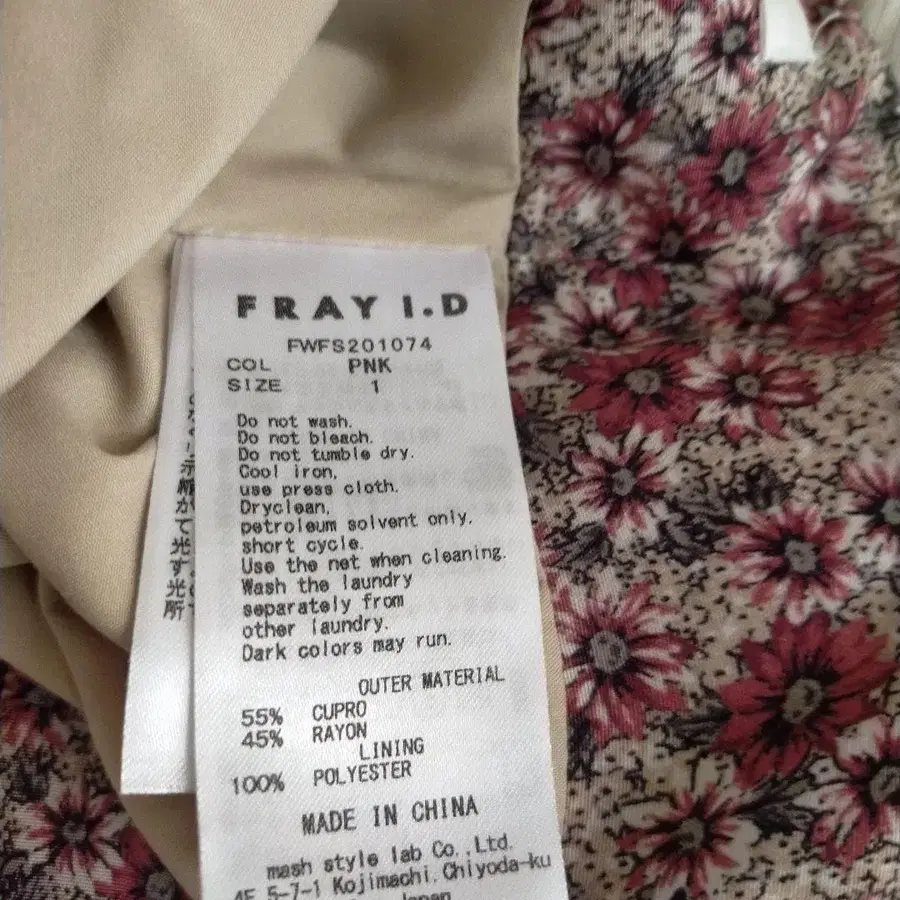 FRAY I.D
FWFS201074
COL PNK
SIZE 1
Do not wash.
Do not bleach.
Do not tumble dry.
Cool iron,
use press cloth.
Dryclean,
petroleum solvent only.
short cycle.
Use the net when cleaning.
Wash the laundry
separately from
other laundry.
Dark colors may run.
OUTER MATERIAL
55% CUPRO
45% RAYON
LINING
100% POLYESTER
MADE IN CHINA
mash style lab Co.,Ltd.
4F 5-7-1 Kojimachi.Chiyoda-ku
Japan